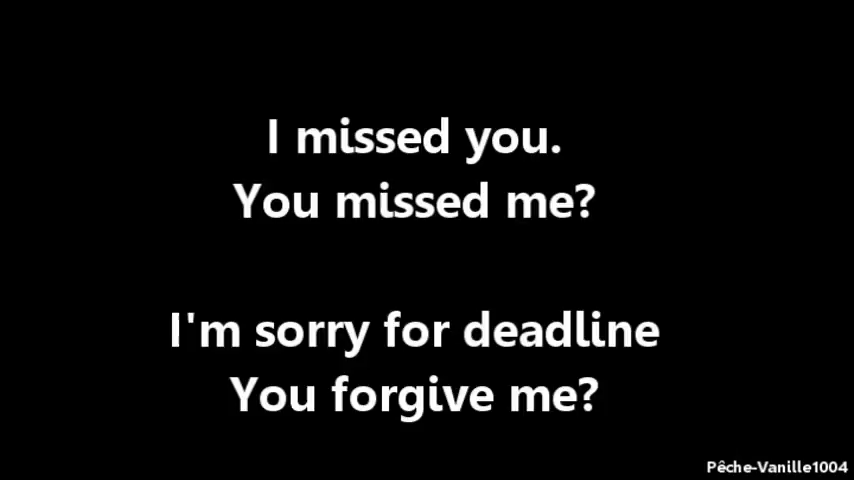 I missed you.
You missed me?
I'm sorry for deadline
You forgive me?
Pêche-Vanille1004